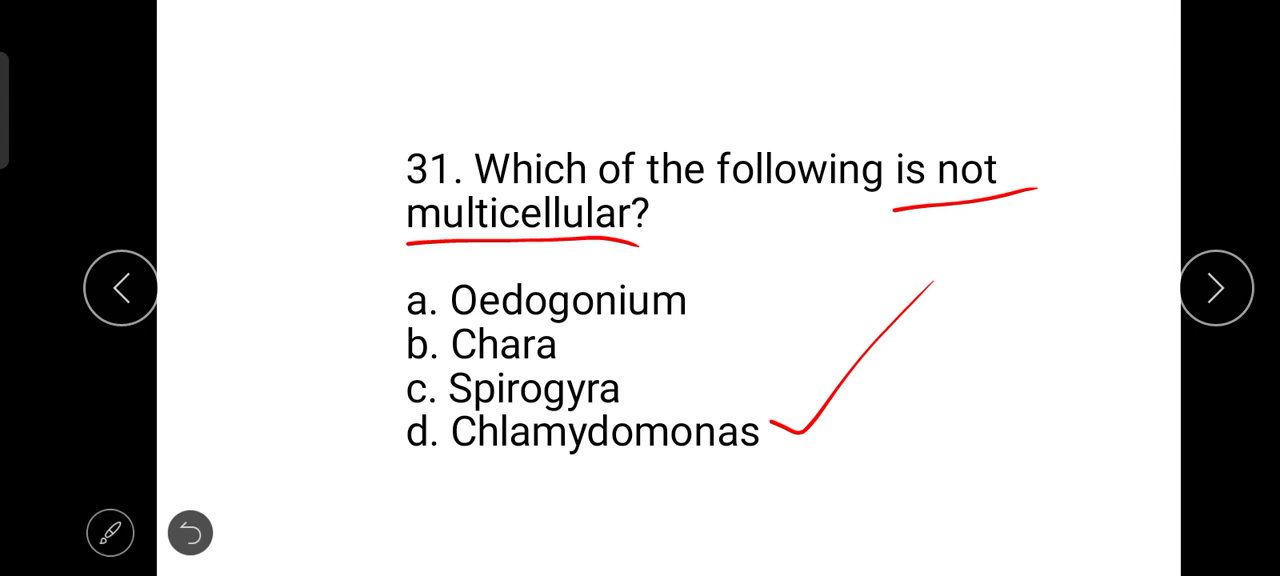 31. Which of the following is not
multicellular?
a. Oedogonium
b. Chara
c. Spirogyra
d. Chlamydomonas